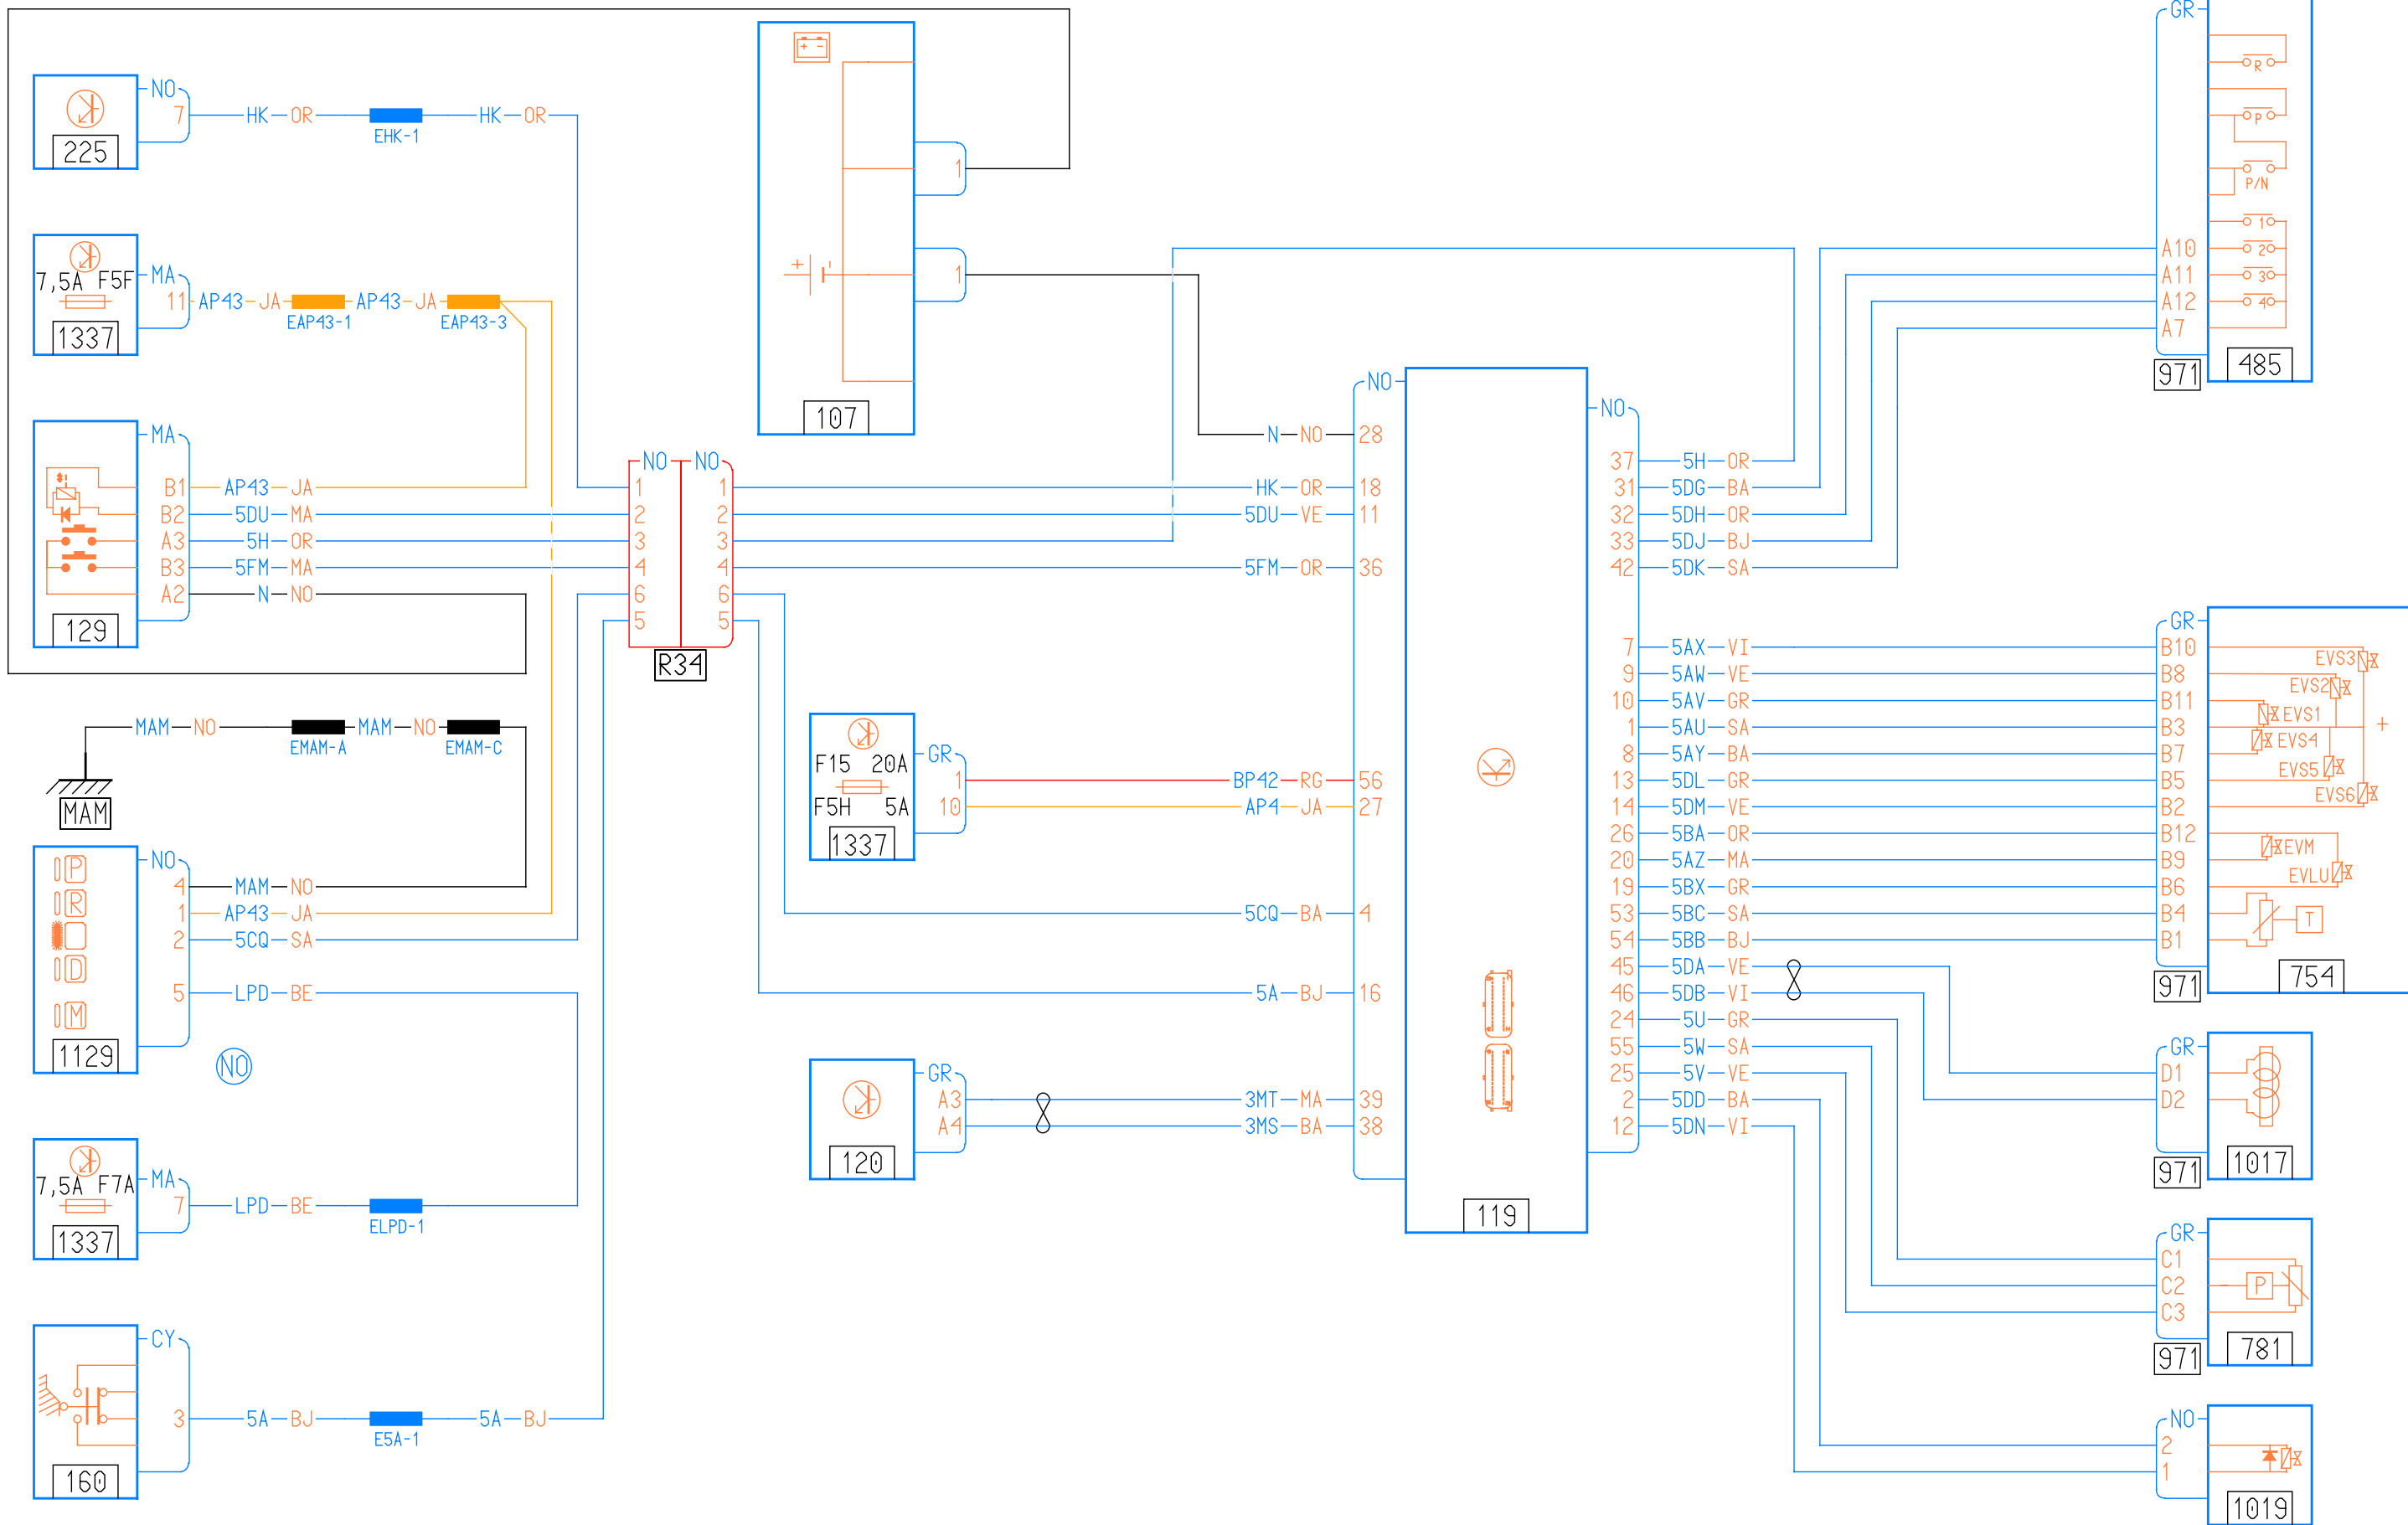 GR
R
P
P/N
1
2
3
4
A10
A11
A12
A7
971
485
NO
7
HK OR
EHK-1
HK OR
225
+ -
1
+ -
1
107
7,5A F5F
MA
11
AP43 JA
EAP43-1
AP43 JA
EAP43-3
1337
MA
B1 AP43 JA
B2 5DU MA
A3 5H OR
B3 5FM MA
A2 N NO
129
NO NO
1 1
2 2
3 3
4 4
6 6
5 5
R34
MAM NO
EMAM-A
MAM NO
EMAM-C
MAM
P
R
D
M
NO
4 MAM NO
1 AP43 JA
2 5CQ SA
5 LPD BE
1129
NO
7,5A F7A
MA
7
LPD BE
ELPD-1
1337
CY
3
5A BJ
E5A-1
5A BJ
160
F15 20A
F5H 5A
GR
1
10
1337
GR
A3
A4
120
NO
N NO 28
HK OR 18
5DU VE 11
5FM OR 36
BP42 RG 56
AP4 JA 27
5CQ BA 4
5A BJ 16
3MT MA 39
3MS BA 38
119
NO
37 5H OR
31 5DG BA
32 5DH OR
33 5DJ BJ
42 5DK SA
7 5AX VI
9 5AW VE
10 5AV GR
1 5AU SA
8 5AY BA
13 5DL GR
14 5DM VE
26 5BA OR
20 5AZ MA
19 5BX GR
53 5BC SA
54 5BB BJ
45 5DA VE
46 5DB VI
24 5U GR
55 5W SA
25 5V VE
2 5DD BA
12 5DN VI
GR
B10
B8
B11
B3
B7
B5
B2
B12
B9
B6
B4
B1
EVS3
EVS2
EVS1
+
EVS4
EVS5
EVS6
EVM
EVLU
T
971
754
GR
D1
D2
971
1017
GR
C1
C2
C3
P
971
781
NO
2
1
1019